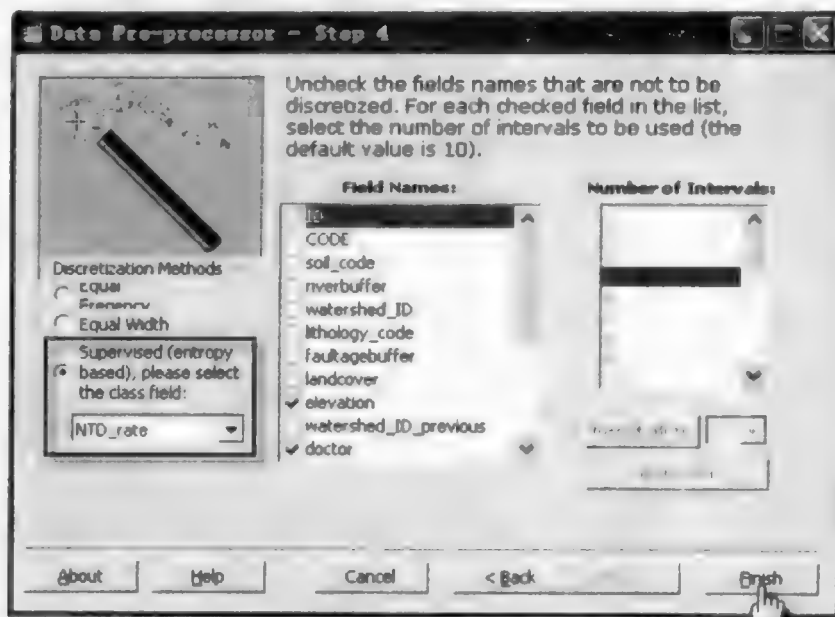 Data Pre-processor - Step 4
Uncheck the fields names that are not to be
discretized. For each checked field in the list,
select the number of intervals to be used (the
default value is 10).
Field Names:
Number of Intervals:
ID
CODE
soil_code
riverbuffer
watershed_ID
lithology_code
faultagebuffer
landcover
elevation
watershed_ID_previous
doctor
Discretization Methods
Equal
Equal Width
Supervised (entropy
based), please select
the class field:
NTD_rate
About
Help
Cancel
< Back
Finish